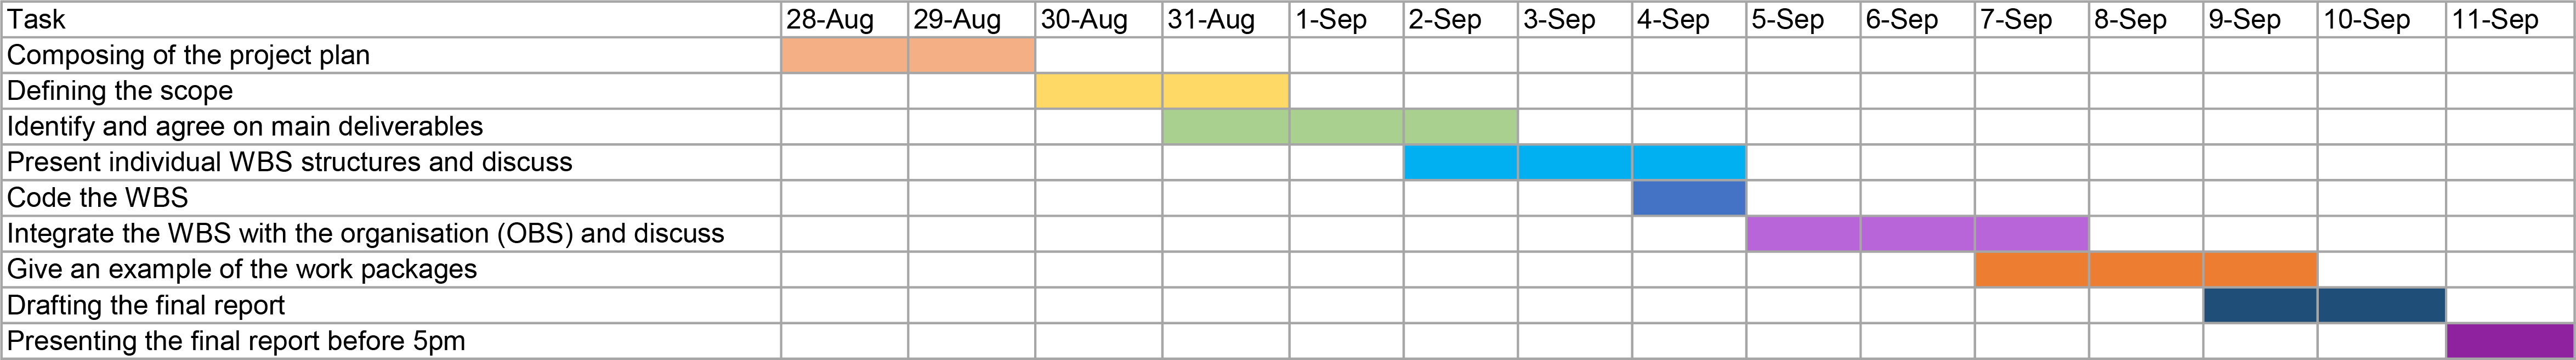 Task 28-Aug 29-Aug 30-Aug 31-Aug 1-Sep 2-Sep 3-Sep 4-Sep 5-Sep 6-Sep 7-Sep 8-Sep 9-Sep 10-Sep 11-Sep
Composing of the project plan
Defining the scope
Identify and agree on main deliverables
Present individual WBS structures and discuss
Code the WBS
Integrate the WBS with the organisation (OBS) and discuss
Give an example of the work packages
Drafting the final report
Presenting the final report before 5pm